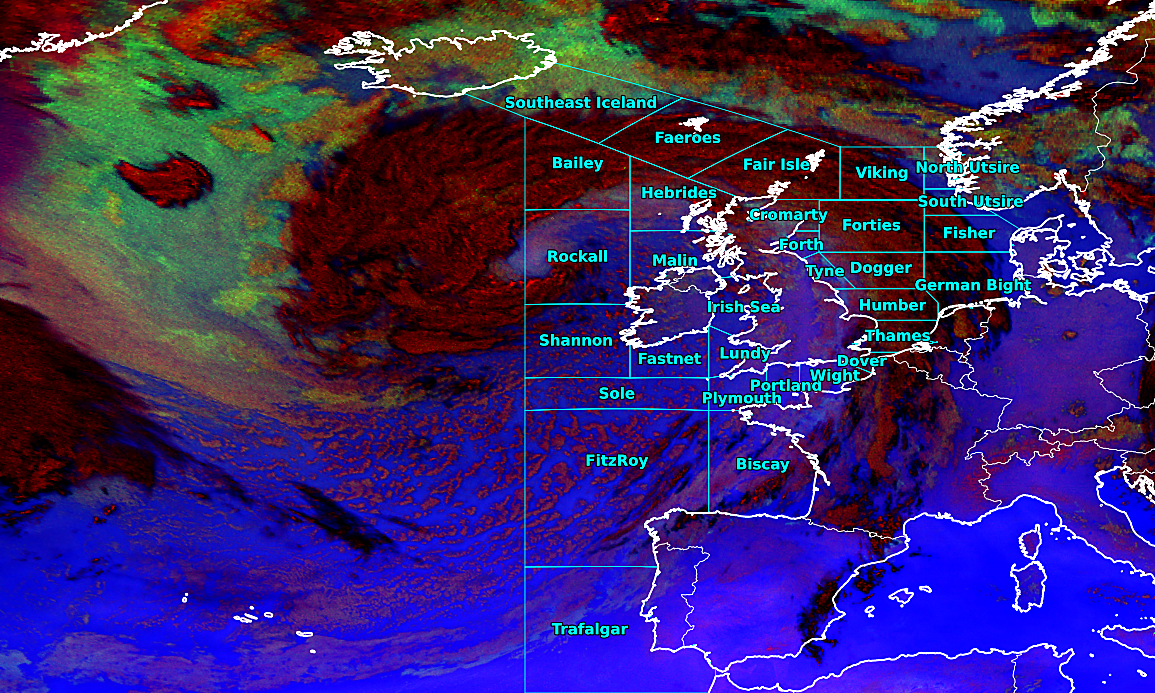 Southeast Iceland
Faeroes
Bailey
Fair Isle
Viking
North Utsire
Hebrides
South Utsire
Cromarty
Forties
Fisher
Forth
Rockall
Malin
Tyne
Dogger
German Bight
Irish Sea
Humber
Thames
Shannon
Fastnet
Lundy
Dover
Wight
Portland
Sole
Plymouth
FitzRoy
Biscay
Trafalgar